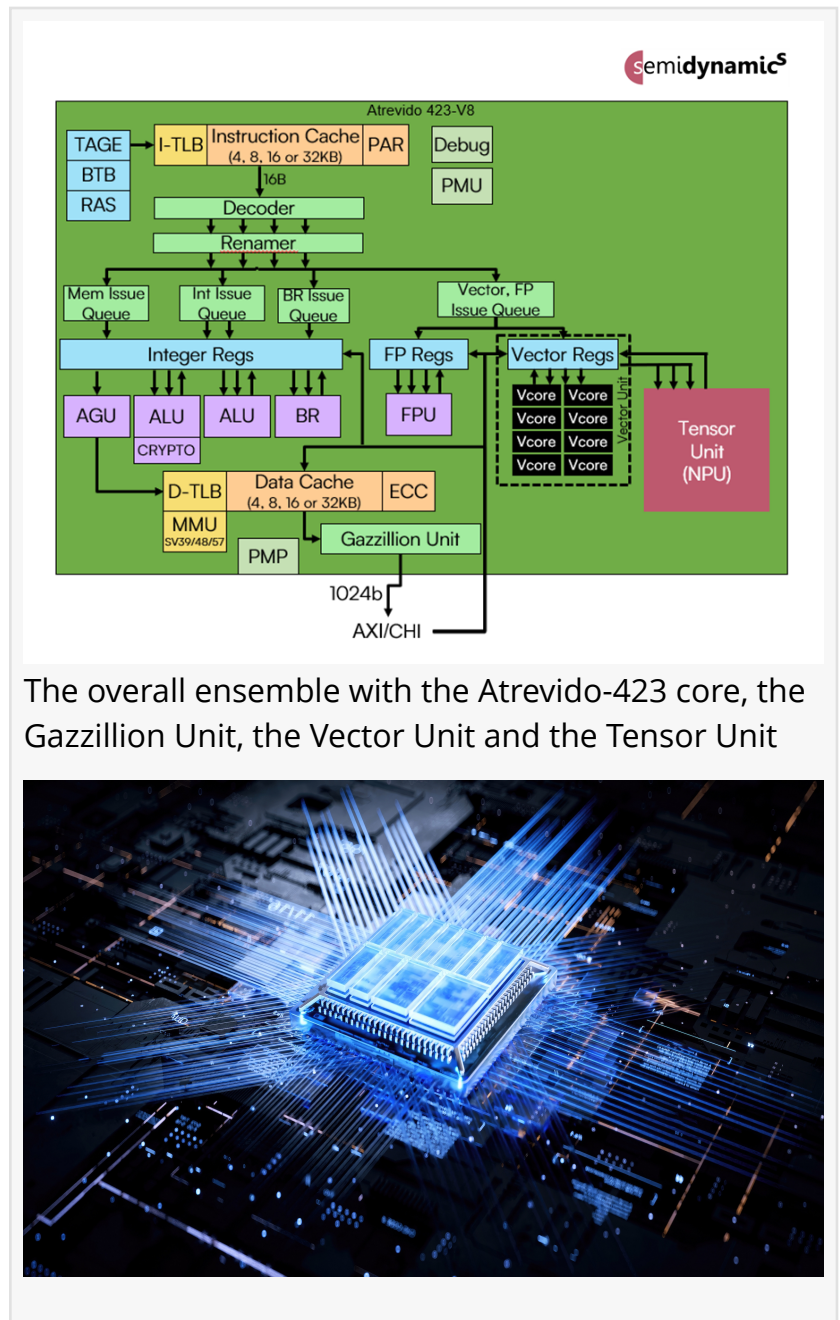 semidynamics
Atrevido 423-V8
TAGE
BTB
RAS
I-TLB
Instruction Cache
(4, 8, 16 or 32KB)
PAR
Debug
PMU
16B
Decoder
Renamer
Mem Issue
Queue
Int Issue
Queue
BR Issue
Queue
Vector, FP
Issue Queue
Integer Regs
FP Regs
Vector Regs
AGU
ALU
CRYPTO
ALU
BR
FPU
Vcore Vcore
Vcore Vcore
Vcore Vcore
Vcore Vcore
Vector Unit
Tensor
Unit
(NPU)
D-TLB
Data Cache
(4, 8, 16 or 32KB)
ECC
MMU
SV39/48/57
PMP
Gazzillion Unit
1024b
AXI/CHI
The overall ensemble with the Atrevido-423 core, the
Gazzillion Unit, the Vector Unit and the Tensor Unit